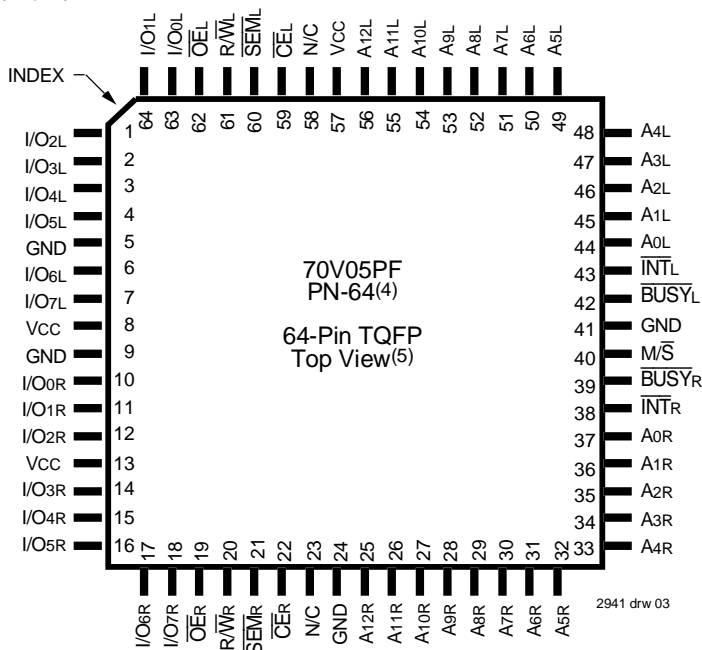 I/O1L
I/O0L
OEL
R/WL
SEML
CEL
N/C
VCC
A12L
A11L
A10L
A9L
A8L
A7L
A6L
A5L
INDEX
64
63
62
61
60
59
58
57
56
55
54
53
52
51
50
49
I/O2L 1
I/O3L 2
I/O4L 3
I/O5L 4
GND 5
I/O6L 6
I/O7L 7
VCC 8
GND 9
I/O0R 10
I/O1R 11
I/O2R 12
VCC 13
I/O3R 14
I/O4R 15
I/O5R 16
70V05PF
PN-64(4)
64-Pin TQFP
Top View(5)
48 A4L
47 A3L
46 A2L
45 A1L
44 A0L
43 INTL
42 BUSYL
41 GND
40 M/S
39 BUSYR
38 INTR
37 A0R
36 A1R
35 A2R
34 A3R
33 A4R
17
18
19
20
21
22
23
24
25
26
27
28
29
30
31
32
I/O6R
I/O7R
OER
R/WR
SEMR
CER
N/C
GND
A12R
A11R
A10R
A9R
A8R
A7R
A6R
A5R
2941 drw 03